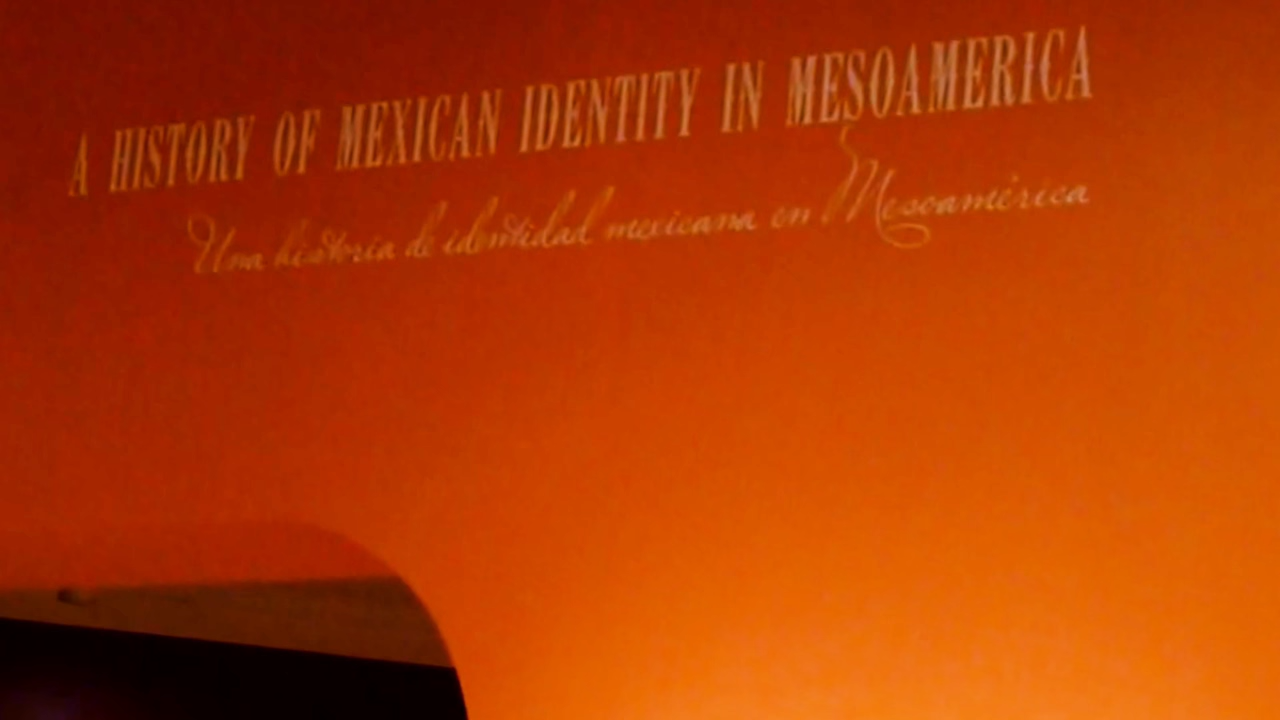 A HISTORY OF MEXICAN IDENTITY IN MESOAMERICA
Una historia de identidad mexicana en Mesoamérica